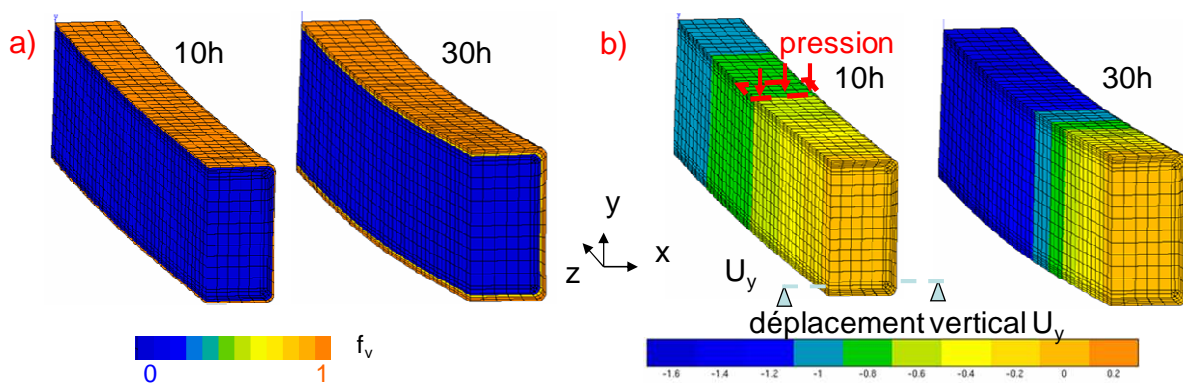 a)
10h
30h
y
f_v
0
1
y
x
z
b)
pression
10h
30h
z
U_y
déplacement vertical U_y
-1.6 -1.4 -1.2 -1 -0.8 -0.6 -0.4 -0.2 0 0.2